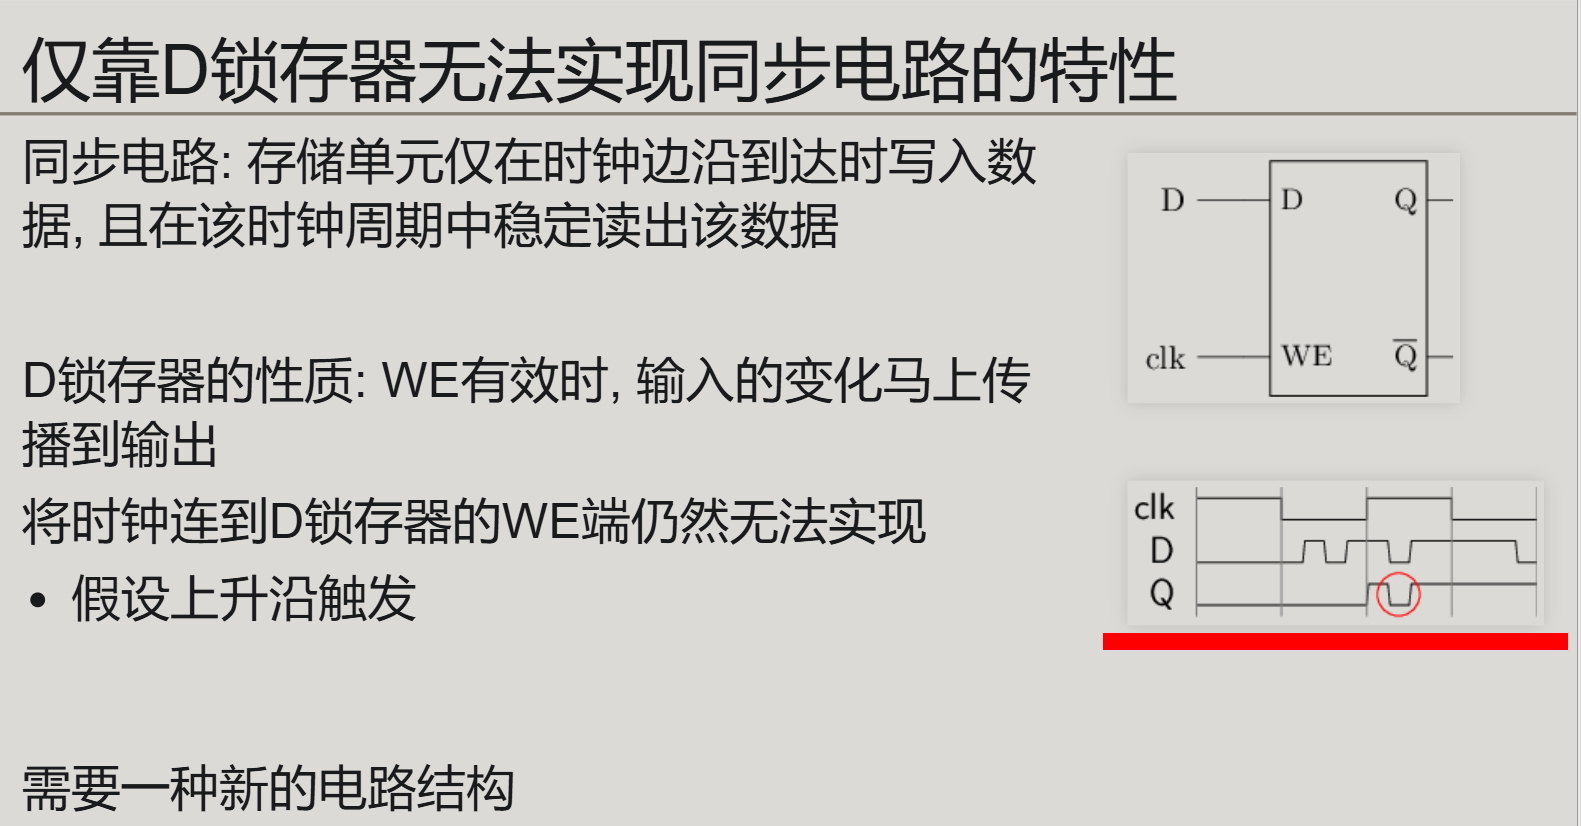 仅靠D锁存器无法实现同步电路的特性
同步电路: 存储单元仅在时钟边沿到达时写入数
据, 且在该时钟周期中稳定读出该数据
D锁存器的性质: WE有效时, 输入的变化马上传
播到输出
将时钟连到D锁存器的WE端仍然无法实现
• 假设上升沿触发
需要一种新的电路结构
D D Q
clk WE Q̅
clk
D
Q